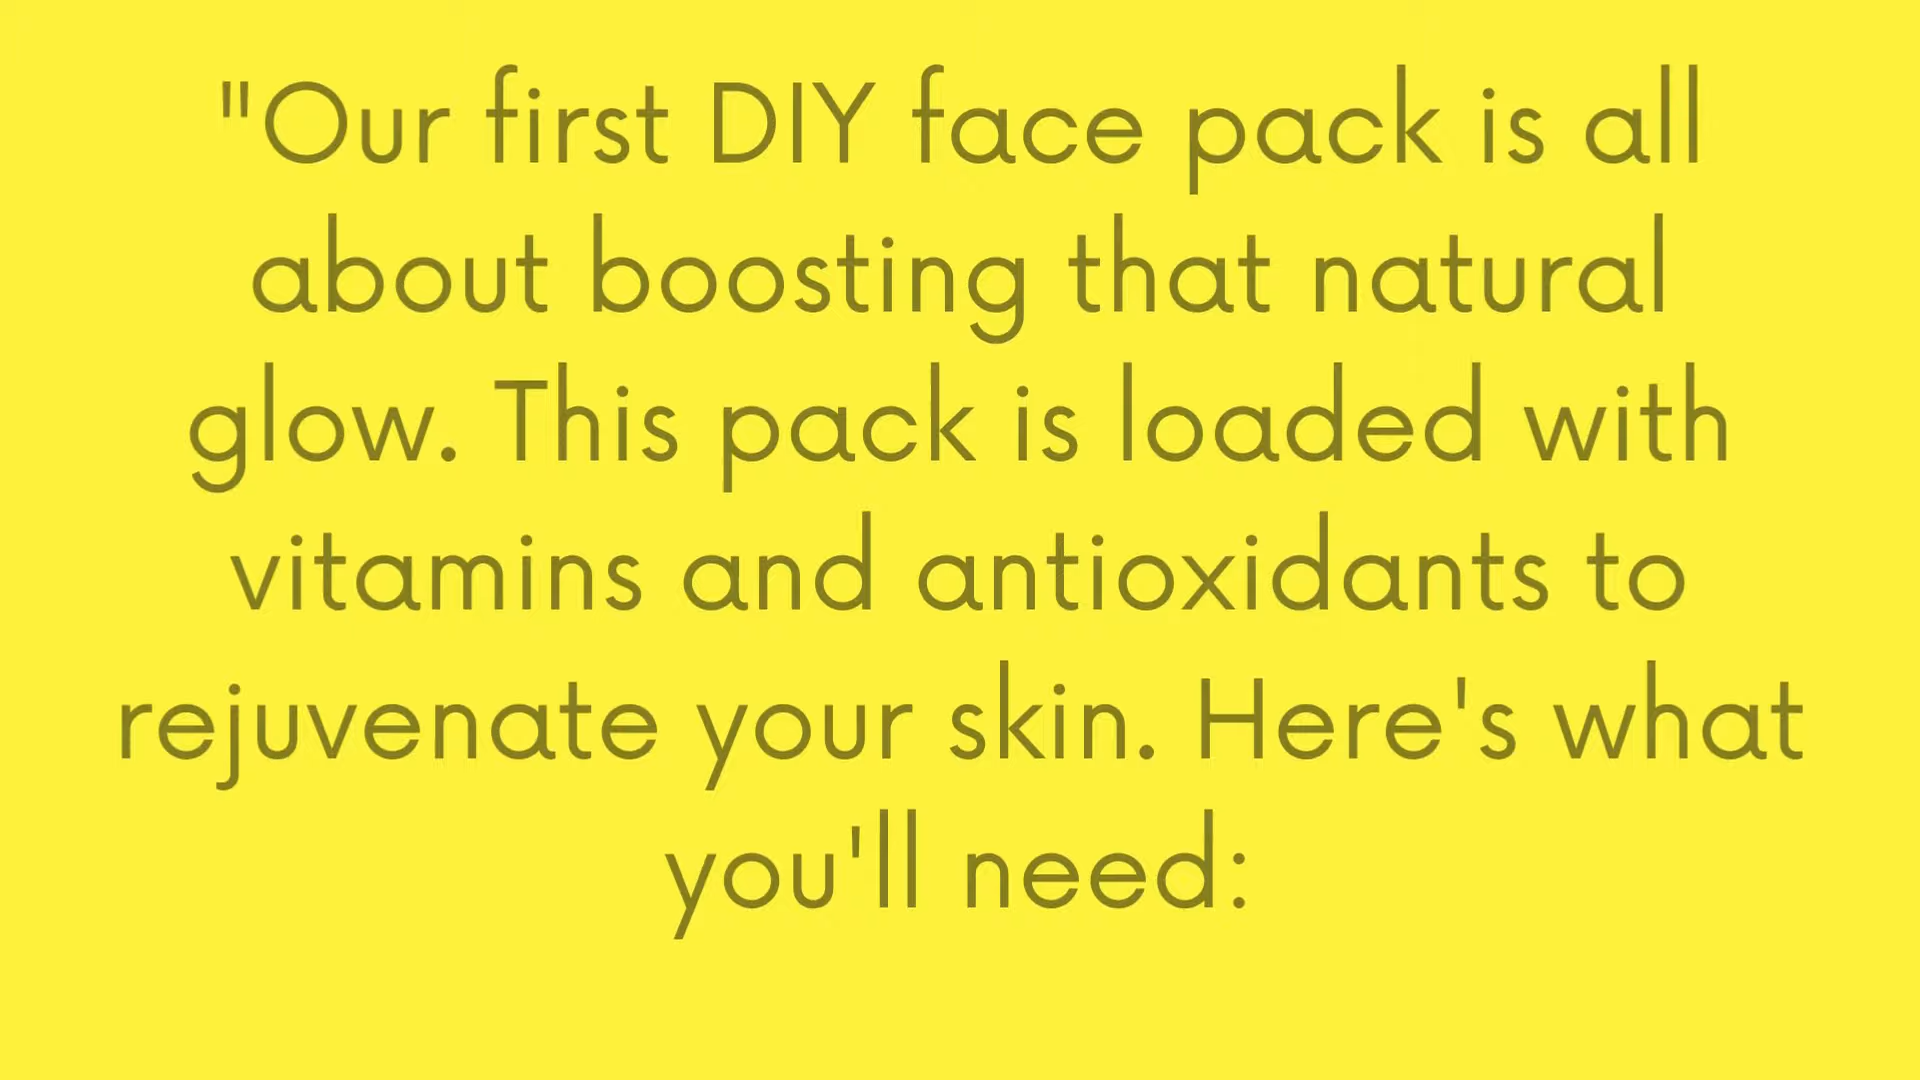 "Our first DIY face pack is all
about boosting that natural
glow. This pack is loaded with
vitamins and antioxidants to
rejuvenate your skin. Here's what
you'll need: